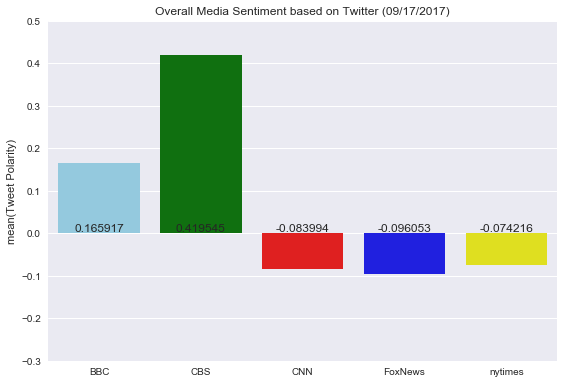 Overall Media Sentiment based on Twitter (09/17/2017)
mean(Tweet Polarity)
0.5
0.4
0.3
0.2
0.1
0.0
−0.1
−0.2
−0.3
0.165917
0.419545
-0.083994
-0.096053
-0.074216
BBC
CBS
CNN
FoxNews
nytimes